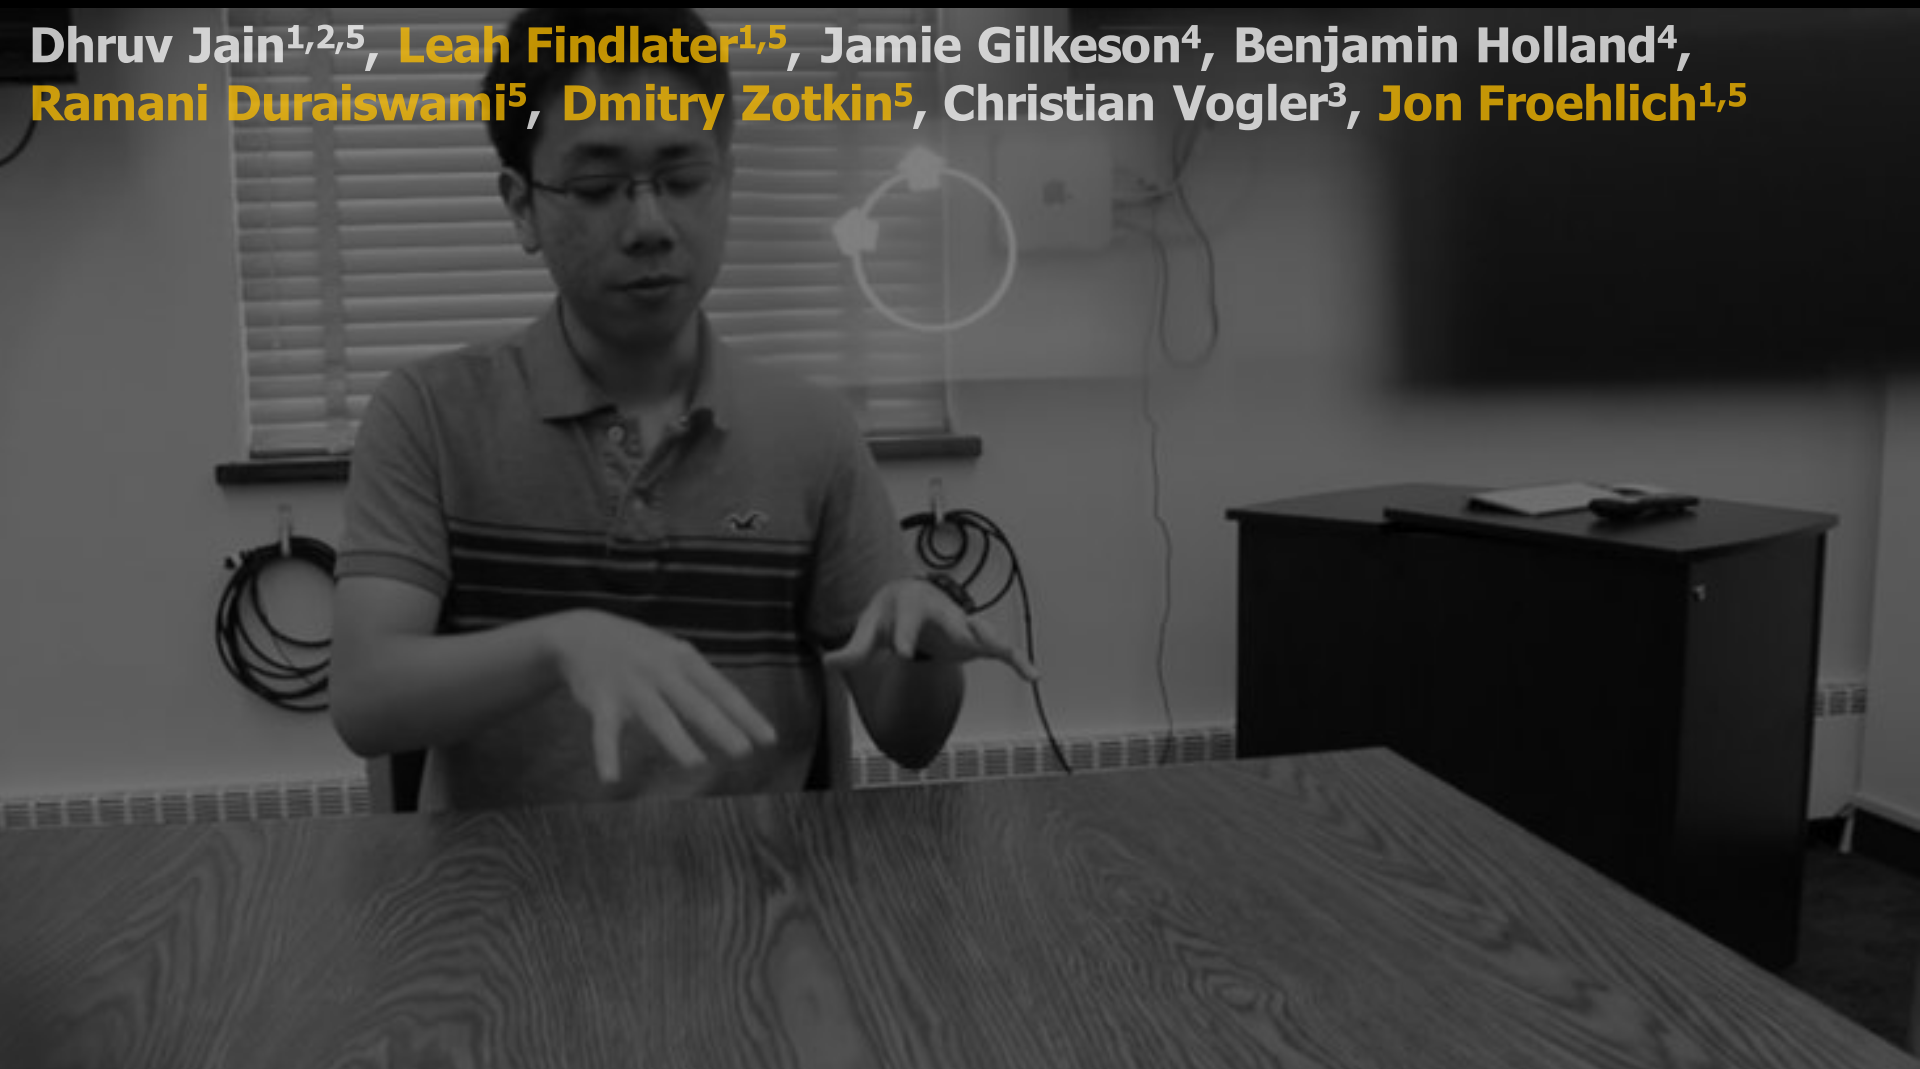 Dhruv Jain¹,²,⁵, Leah Findlater¹,⁵, Jamie Gilkeson⁴, Benjamin Holland⁴,
Ramani Duraiswami⁵, Dmitry Zotkin⁵, Christian Vogler³, Jon Froehlich¹,⁵